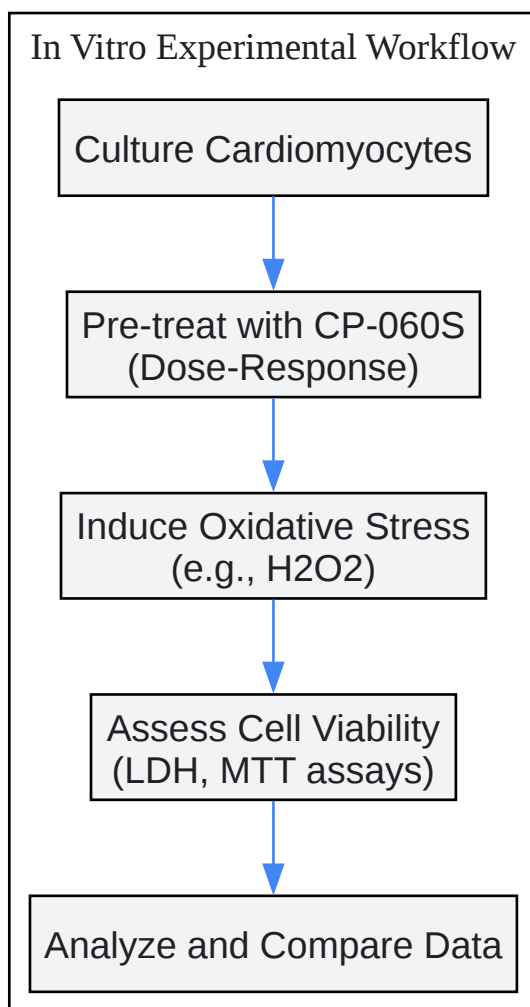 In Vitro Experimental Workflow
Culture Cardiomyocytes
Pre-treat with CP-060S
(Dose-Response)
Induce Oxidative Stress
(e.g., H2O2)
Assess Cell Viability
(LDH, MTT assays)
Analyze and Compare Data